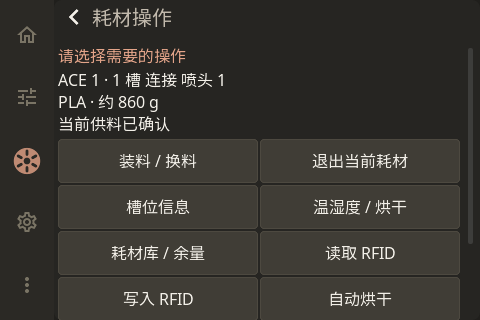 耗材操作
请选择需要的操作
ACE 1 · 1 槽 连接 喷头 1
PLA · 约 860 g
当前供料已确认
装料 / 换料
退出当前耗材
槽位信息
温湿度 / 烘干
耗材库 / 余量
读取 RFID
写入 RFID
自动烘干